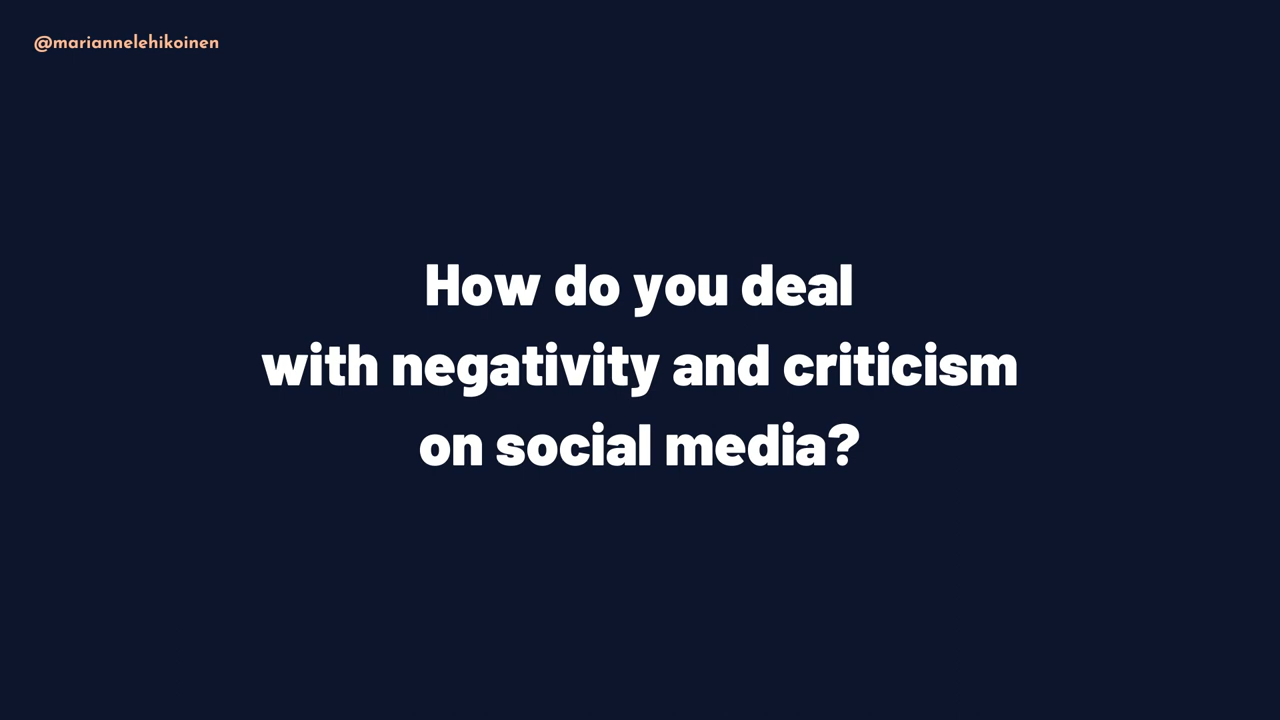 @mariannelehikoinen
How do you deal
with negativity and criticism
on social media?